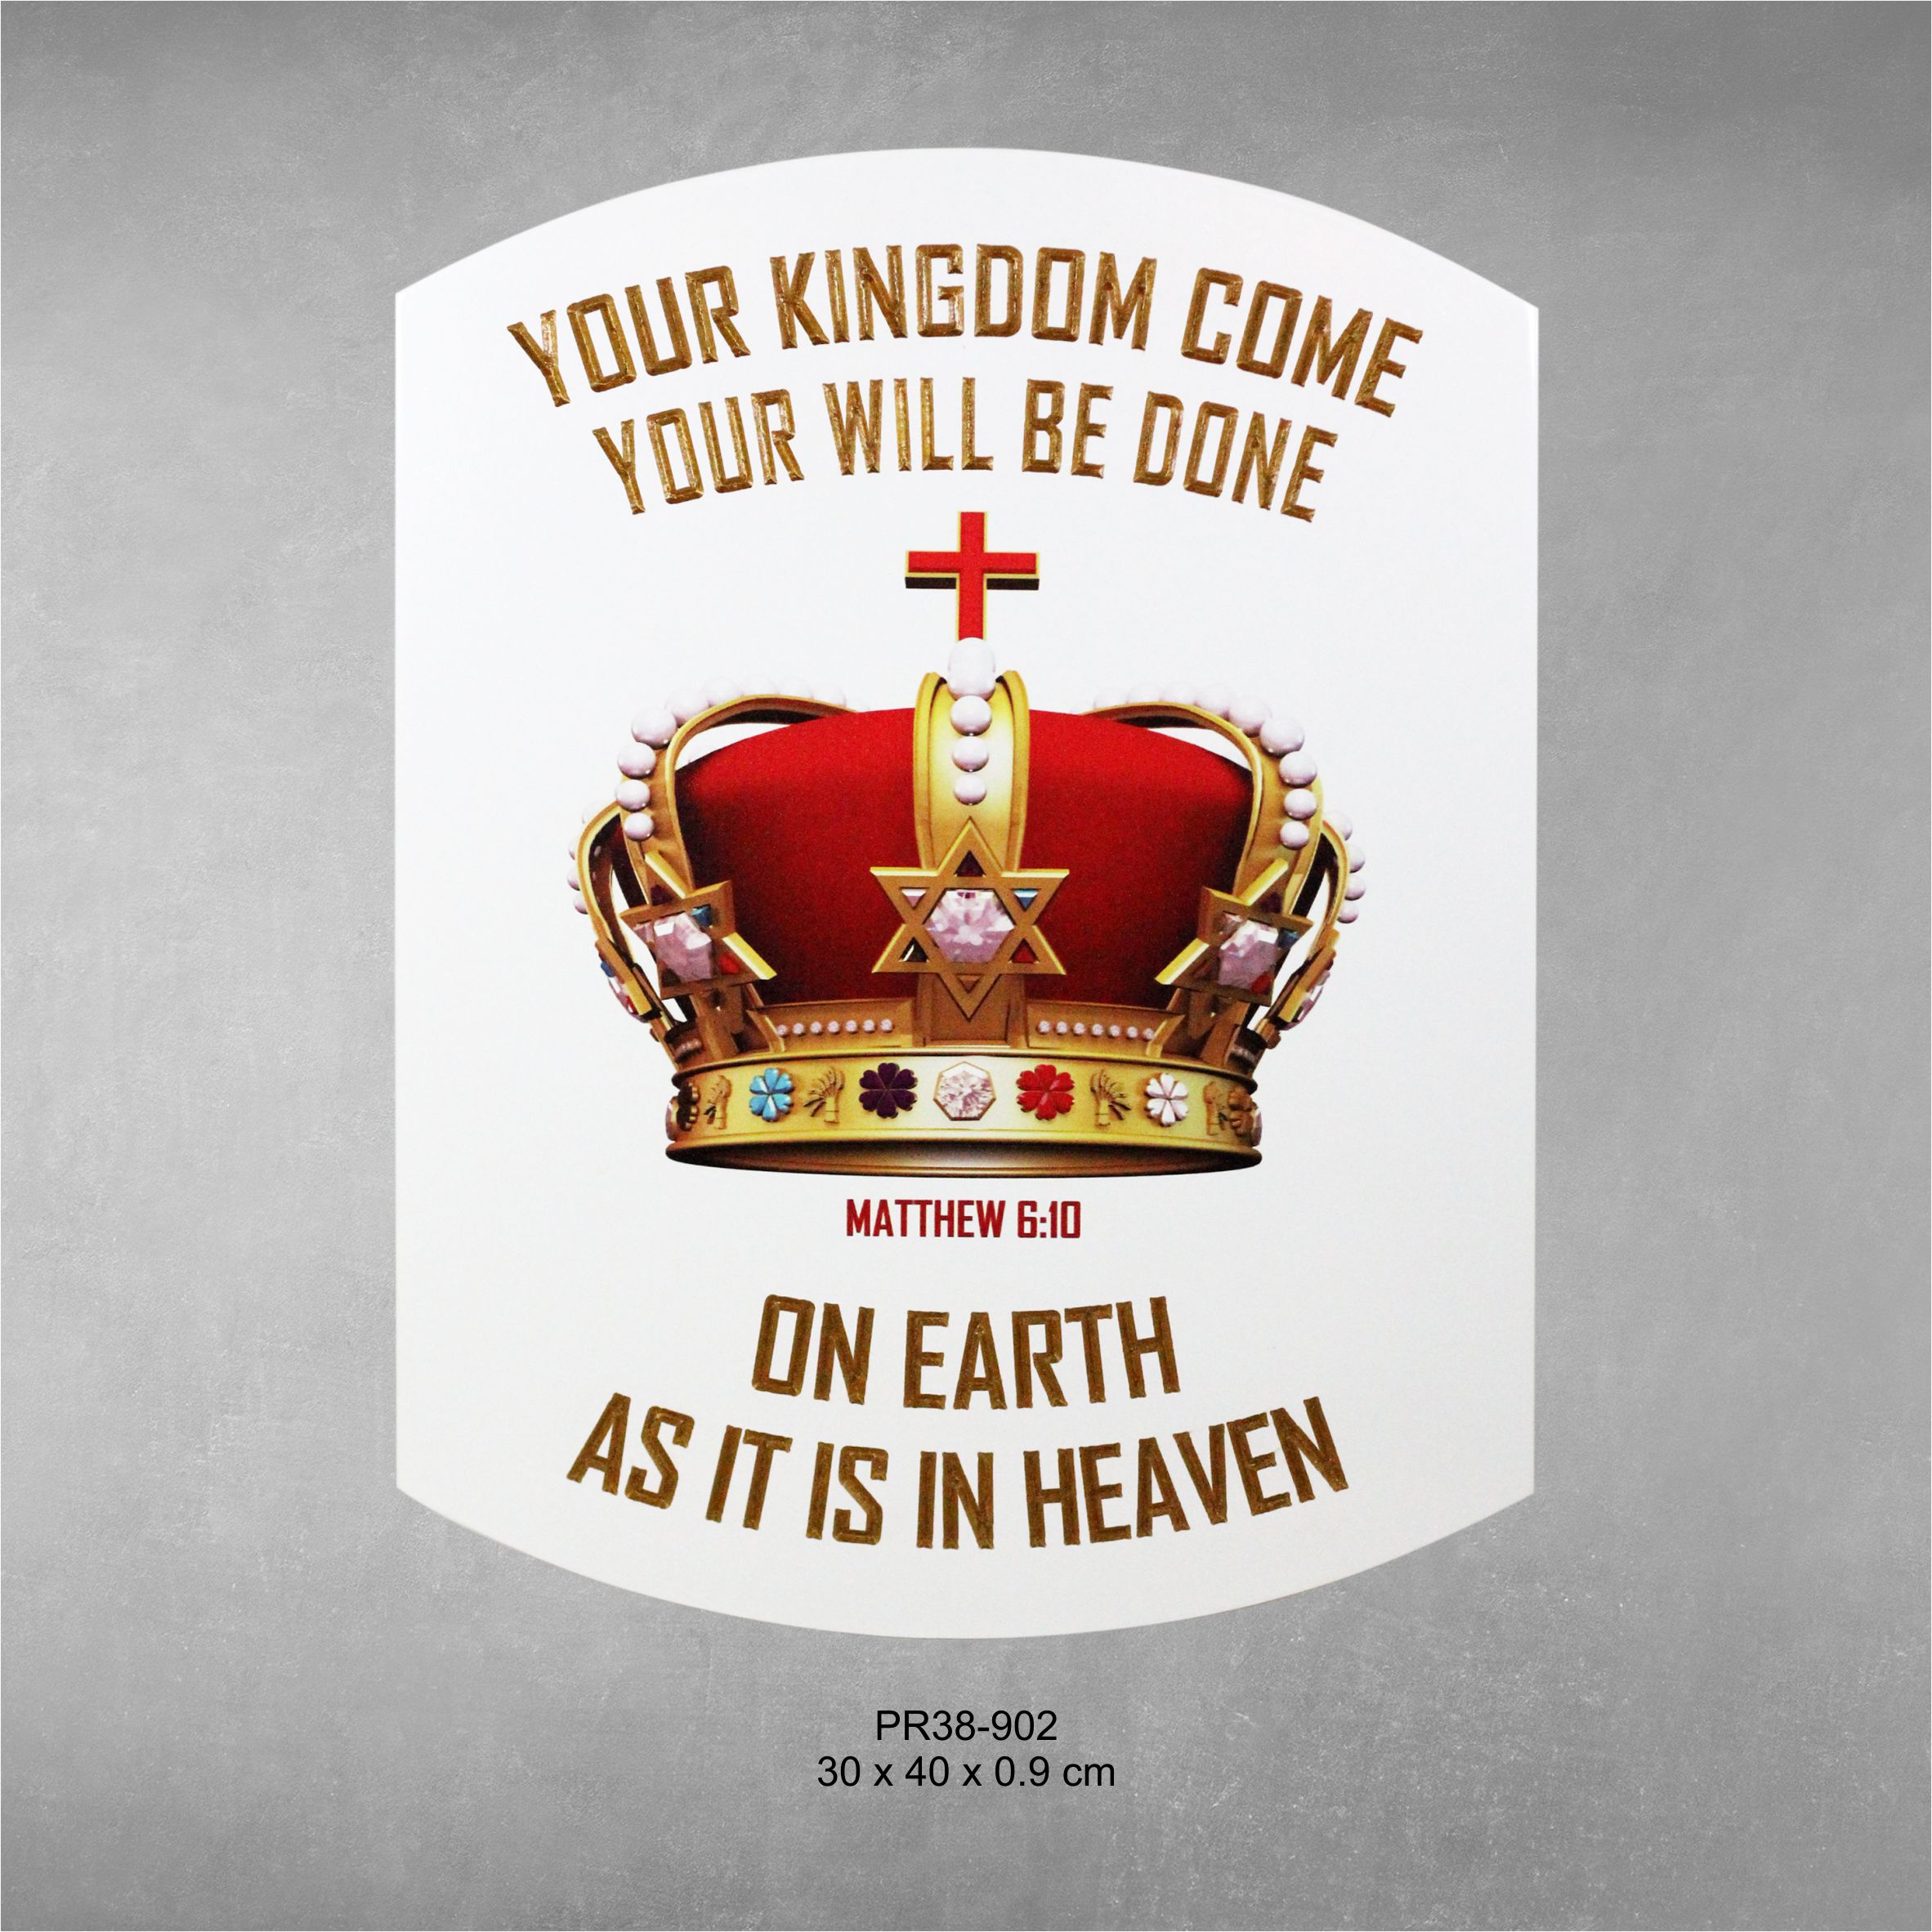 YOUR KINGDOM COME
YOUR WILL BE DONE
MATTHEW 6:10
ON EARTH
AS IT IS IN HEAVEN
PR38-902
30 x 40 x 0.9 cm